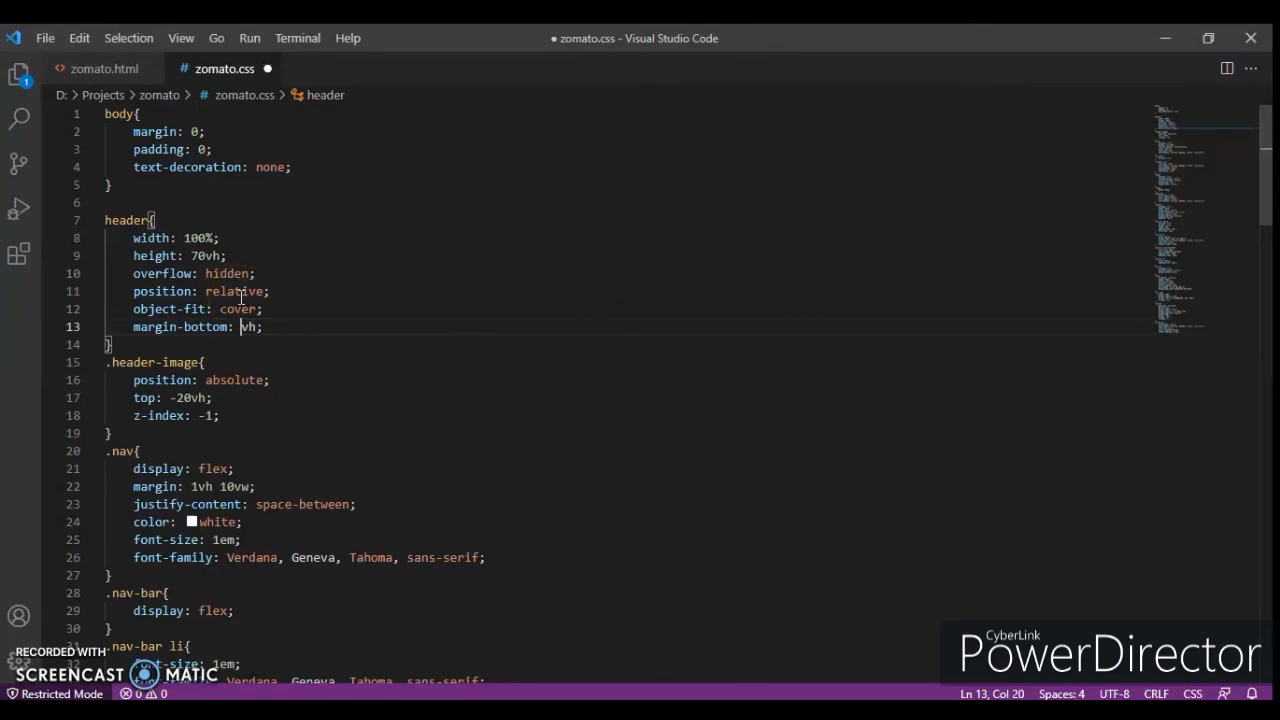 File Edit Selection View Go Run Terminal Help ● zomato.css - Visual Studio Code
<> zomato.html # zomato.css ●
D: > Projects > zomato > # zomato.css > header
1 body{
2 margin: 0;
3 padding: 0;
4 text-decoration: none;
5 }
6
7 header{
8 width: 100%;
9 height: 70vh;
10 overflow: hidden;
11 position: relative;
12 object-fit: cover;
13 margin-bottom: vh;
14 }
15 .header-image{
16 position: absolute;
17 top: -20vh;
18 z-index: -1;
19 }
20 .nav{
21 display: flex;
22 margin: 1vh 10vw;
23 justify-content: space-between;
24 color: white;
25 font-size: 1em;
26 font-family: Verdana, Geneva, Tahoma, sans-serif;
27 }
28 .nav-bar{
29 display: flex;
30 }
31 .nav-bar li{
32 font-size: 1em;
font-family: Verdana, Geneva, Tahoma, sans-serif;
1
RECORDED WITH
SCREENCAST MATIC
CyberLink
PowerDirector
Restricted Mode 0 0 Ln 13, Col 20 Spaces: 4 UTF-8 CRLF CSS